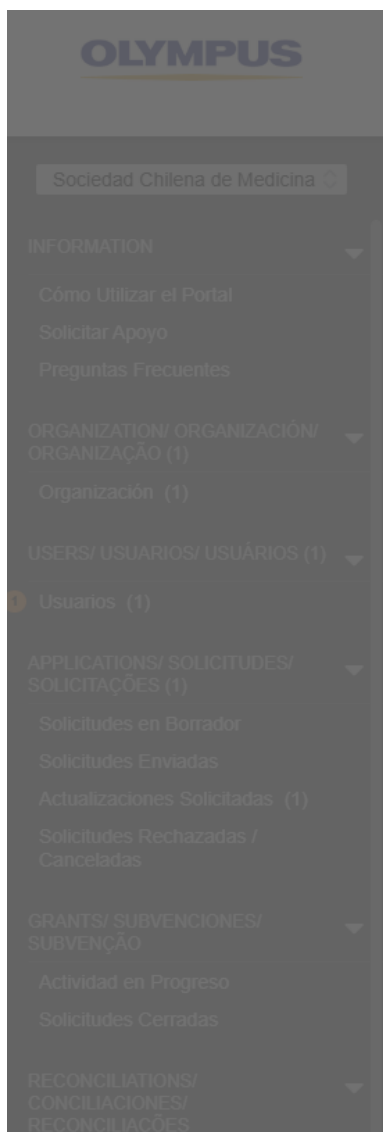 OLYMPUS
Sociedad Chilena de Medicina
INFORMATION
Cómo Utilizar el Portal
Solicitar Apoyo
Preguntas Frecuentes
ORGANIZATION/ ORGANIZACIÓN/
ORGANIZAÇÃO (1)
Organización (1)
USERS/ USUARIOS/ USUÁRIOS (1)
1 Usuarios (1)
APPLICATIONS/ SOLICITUDES/
SOLICITAÇÕES (1)
Solicitudes en Borrador
Solicitudes Enviadas
Actualizaciones Solicitadas (1)
Solicitudes Rechazadas /
Canceladas
GRANTS/ SUBVENCIONES/
SUBVENÇÃO
Actividad en Progreso
Solicitudes Cerradas
RECONCILIATIONS/
CONCILIACIONES/
RECONCILIAÇÕES